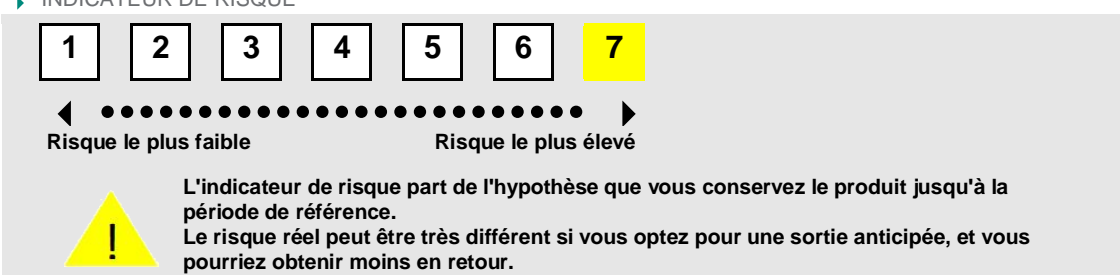 INDICATEUR DE RISQUE
1 2 3 4 5 6 7
Risque le plus faible Risque le plus élevé
L'indicateur de risque part de l'hypothèse que vous conservez le produit jusqu'à la
période de référence.
Le risque réel peut être très différent si vous optez pour une sortie anticipée, et vous
pourriez obtenir moins en retour.